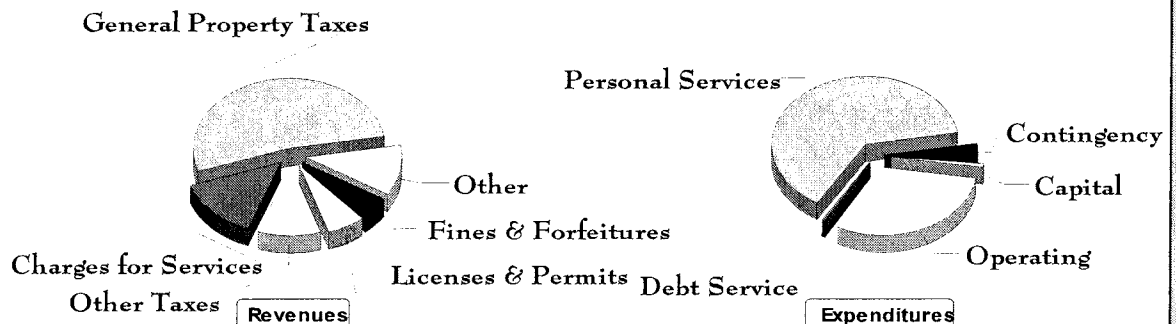 General Property Taxes
Other
Fines & Forfeitures
Licenses & Permits
Charges for Services
Other Taxes
Revenues
Personal Services
Contingency
Capital
Operating
Debt Service
Expenditures